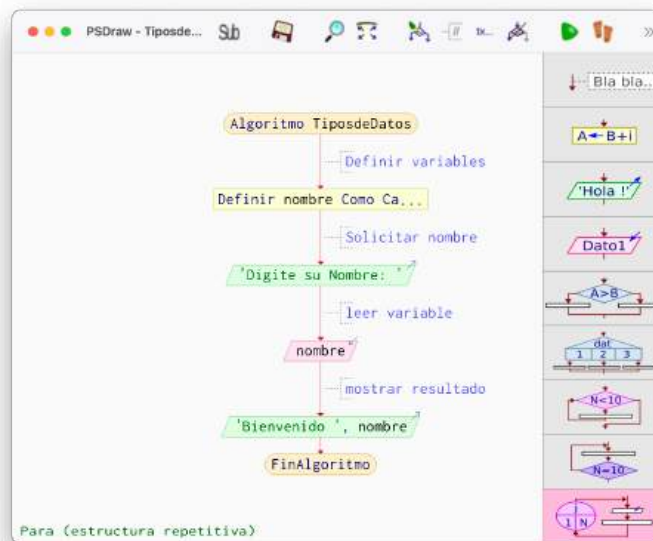 PSDraw - Tiposde...
Sub
Algoritmo TiposdeDatos
Definir variables
Definir nombre Como Ca...
Solicitar nombre
'Digite su Nombre: '
leer variable
nombre
mostrar resultado
'Bienvenido ', nombre
FinAlgoritmo
Para (estructura repetitiva)
Bla bla...
A←B+i
'Hola !'
Dato1
A>B
dat
1 2 3
N<10
N=10
1 N